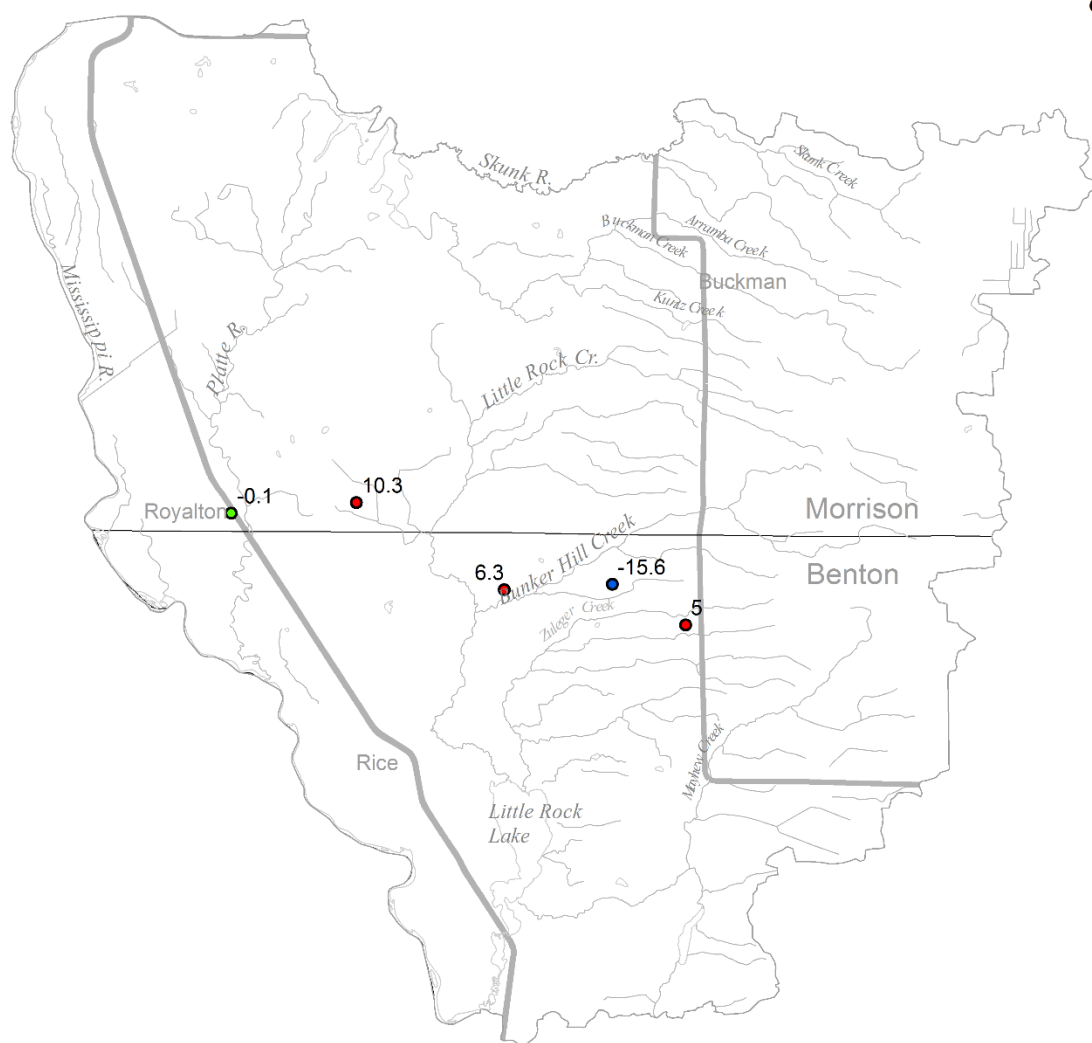 Skunk R.
Skunk Creek
Buckman Creek
Arramba Creek
Buckman
Mississippi R.
Kuntz Creek
Platte R.
Little Rock Cr.
10.3
-0.1
Royalton
Morrison
Bunker Hill Creek
6.3
-15.6
Benton
Zuleger Creek
5
Mayhew Creek
Rice
Little Rock
Lake